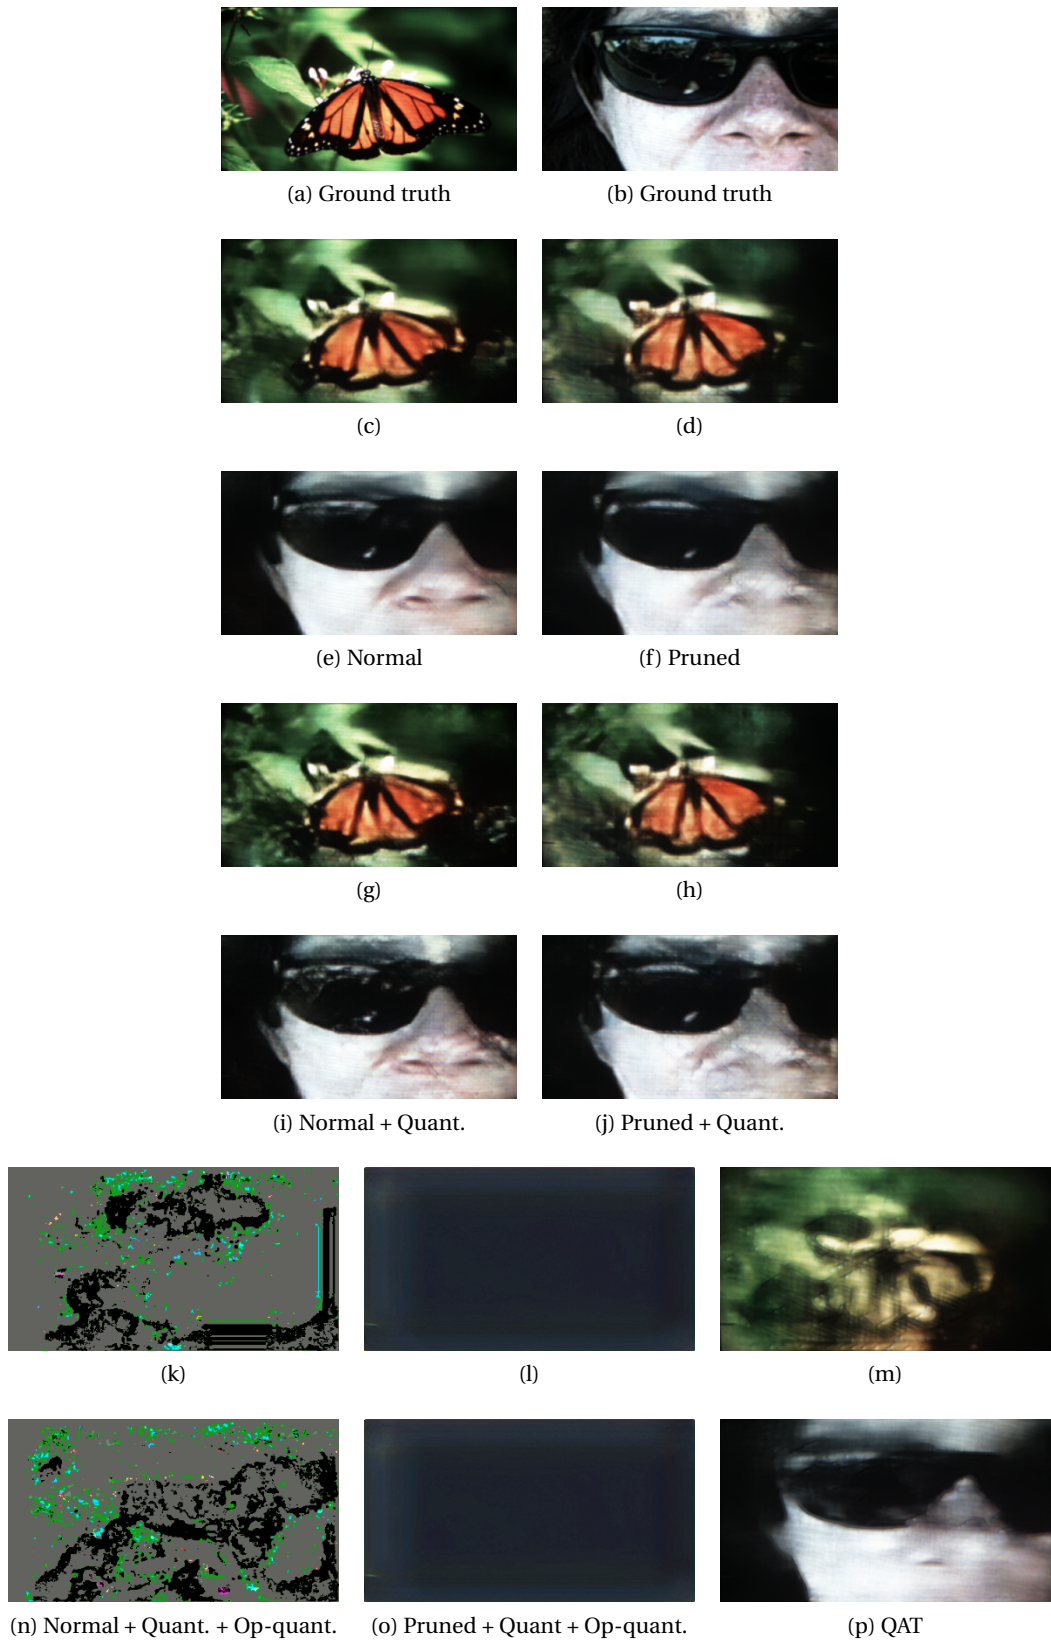 (a) Ground truth
(b) Ground truth
(c)
(d)
(e) Normal
(f) Pruned
(g)
(h)
(i) Normal + Quant.
(j) Pruned + Quant.
(k)
(l)
(m)
(n) Normal + Quant. + Op-quant.
(o) Pruned + Quant + Op-quant.
(p) QAT